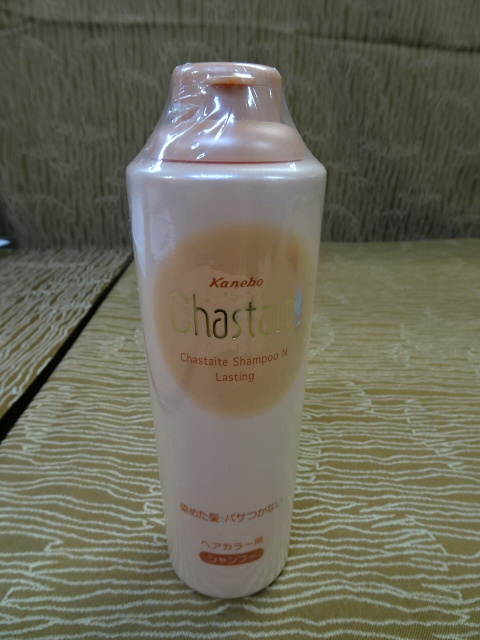 Kanebo
Chastaite
Chastaite Shampoo N
Lasting
染めた髪・パサつかない
ヘアカラー用
シャンプー